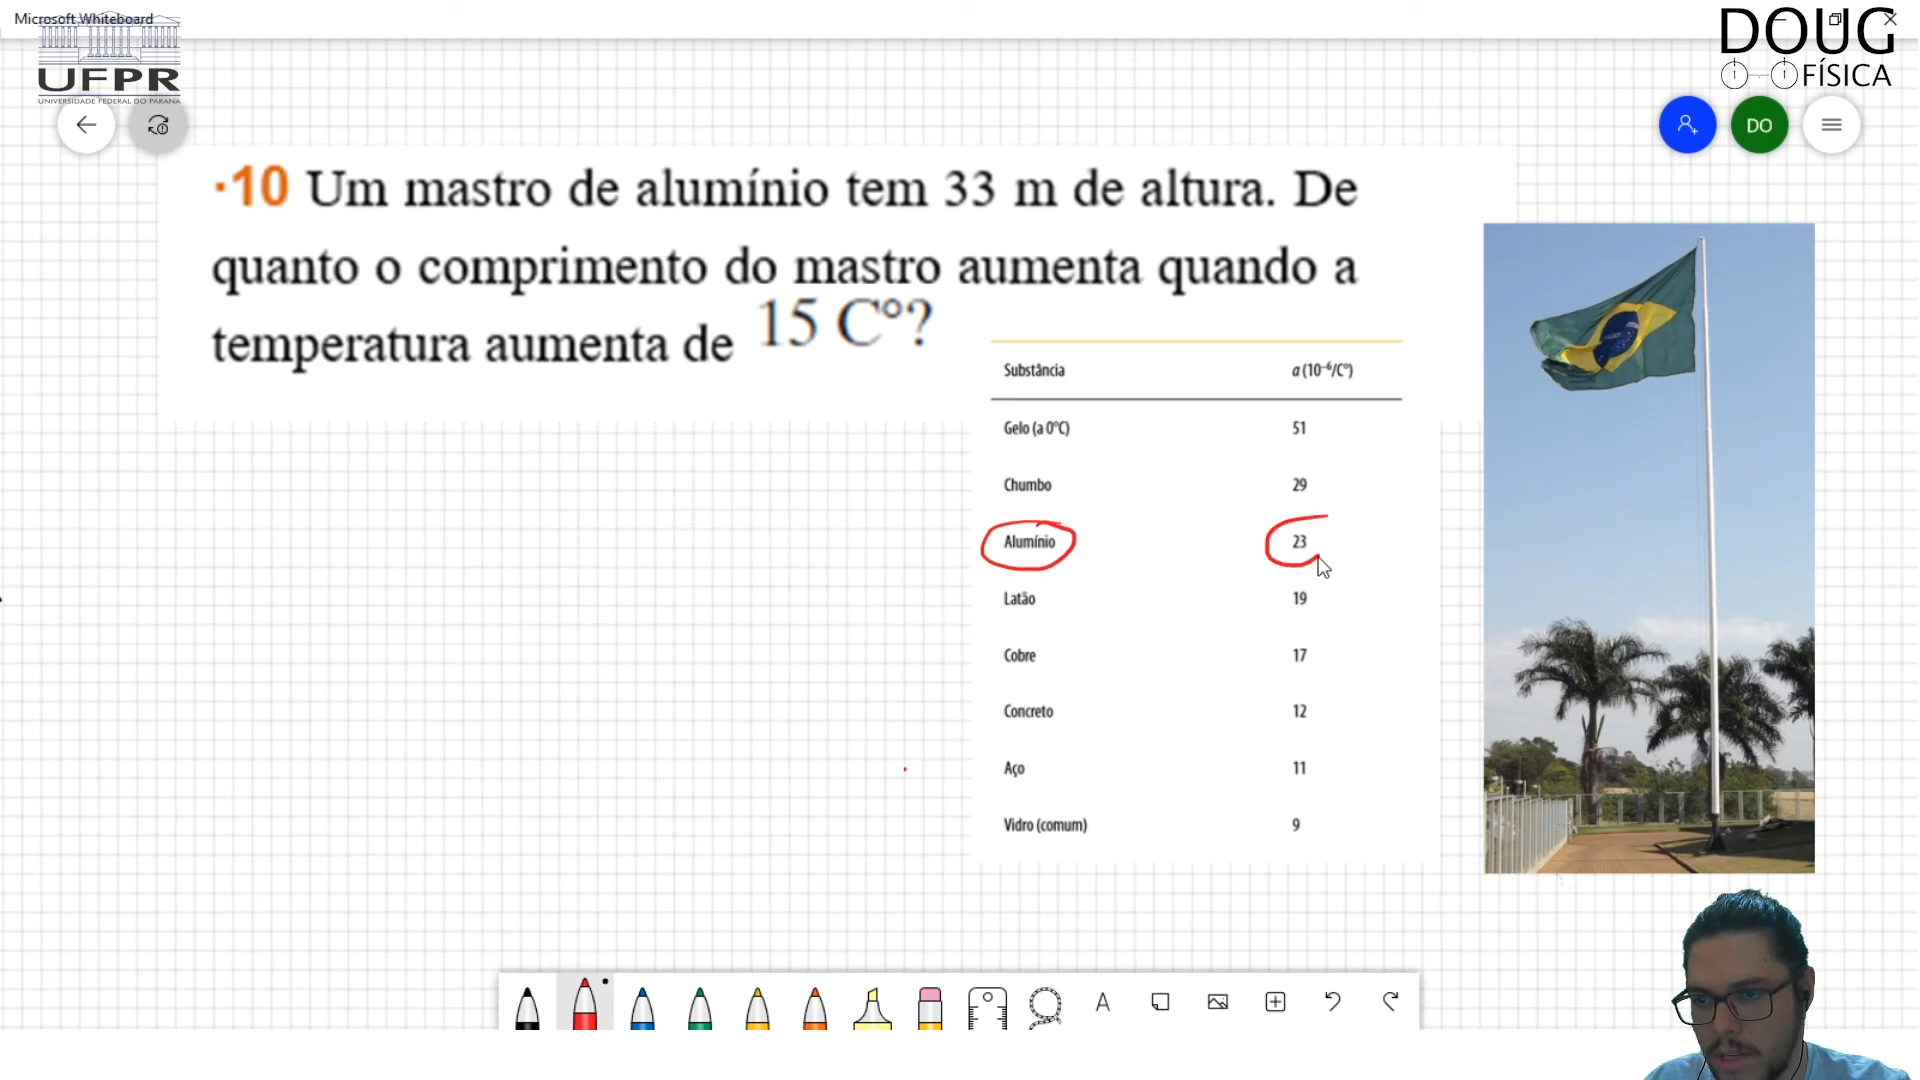 Microsoft Whiteboard
UFPR
UNIVERSIDADE FEDERAL DO PARANÁ
DOUG
FÍSICA
DO
·10 Um mastro de alumínio tem 33 m de altura. De
quanto o comprimento do mastro aumenta quando a
temperatura aumenta de 15 C°?
Substância a (10⁻⁶/C°)
Gelo (a 0°C) 51
Chumbo 29
Alumínio 23
Latão 19
Cobre 17
Concreto 12
Aço 11
Vidro (comum) 9